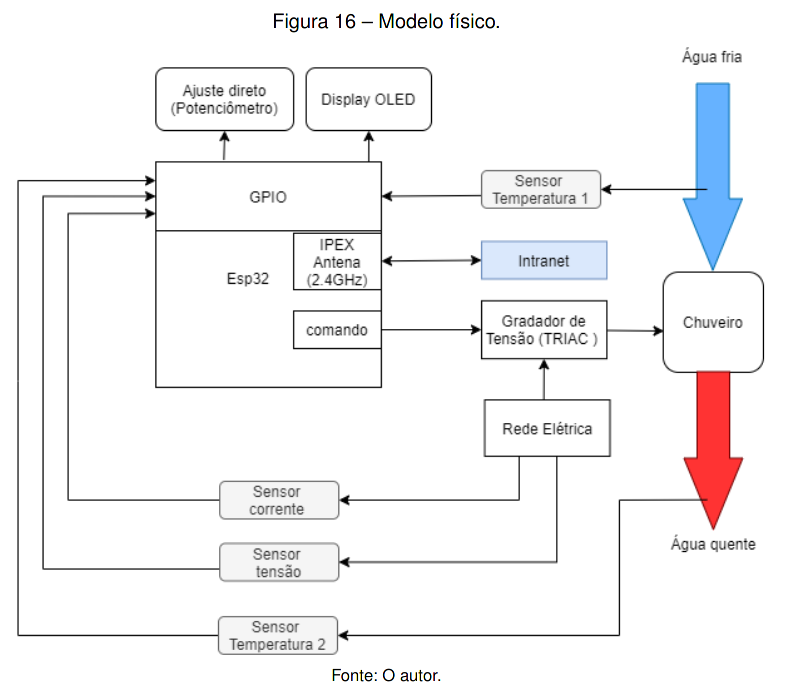 Figura 16 – Modelo físico.
Água fria
Ajuste direto
(Potenciômetro)
Display OLED
GPIO
Sensor
Temperatura 1
IPEX
Antena
(2.4GHz)
Esp32
Intranet
comando
Gradador de
Tensão (TRIAC )
Chuveiro
Rede Elétrica
Sensor
corrente
Sensor
tensão
Água quente
Sensor
Temperatura 2
Fonte: O autor.